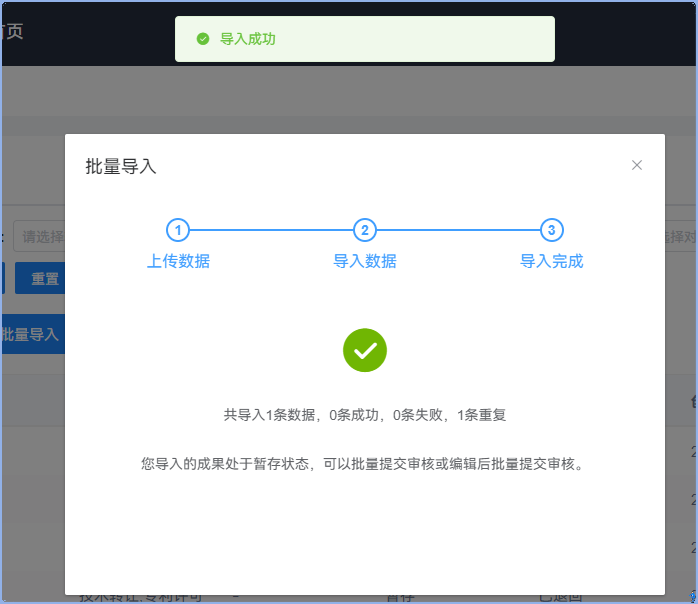 首页
导入成功
批量导入
1
2
3
上传数据
导入数据
导入完成
请选择
选择对
重置
批量导入
共导入1条数据，0条成功，0条失败，1条重复
您导入的成果处于暂存状态，可以批量提交审核或编辑后批量提交审核。
技术转让,专利许可
暂存
已退回